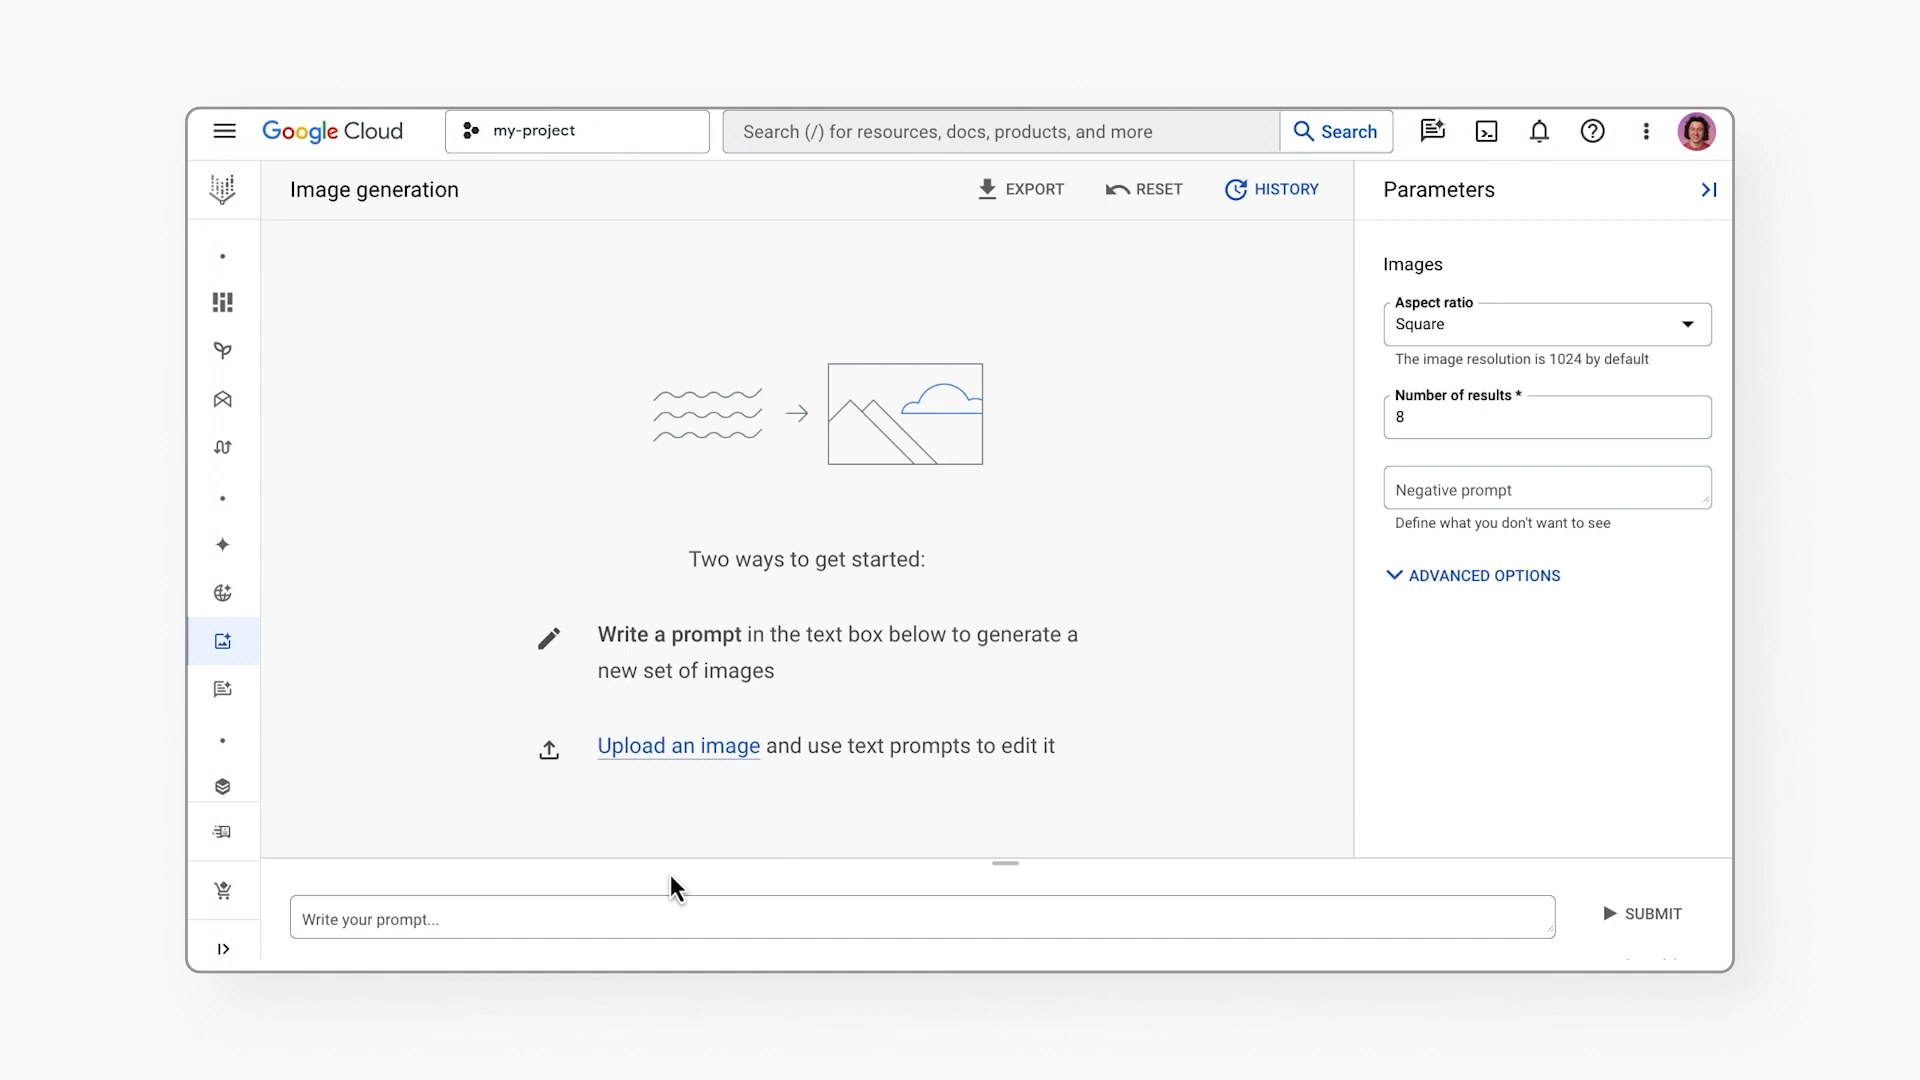 Google Cloud
my-project
Search (/) for resources, docs, products, and more
Search
Image generation
EXPORT
RESET
HISTORY
Parameters
Images
Aspect ratio
Square
The image resolution is 1024 by default
Number of results *
8
Negative prompt
Define what you don't want to see
ADVANCED OPTIONS
Two ways to get started:
Write a prompt in the text box below to generate a
new set of images
Upload an image and use text prompts to edit it
Write your prompt...
SUBMIT